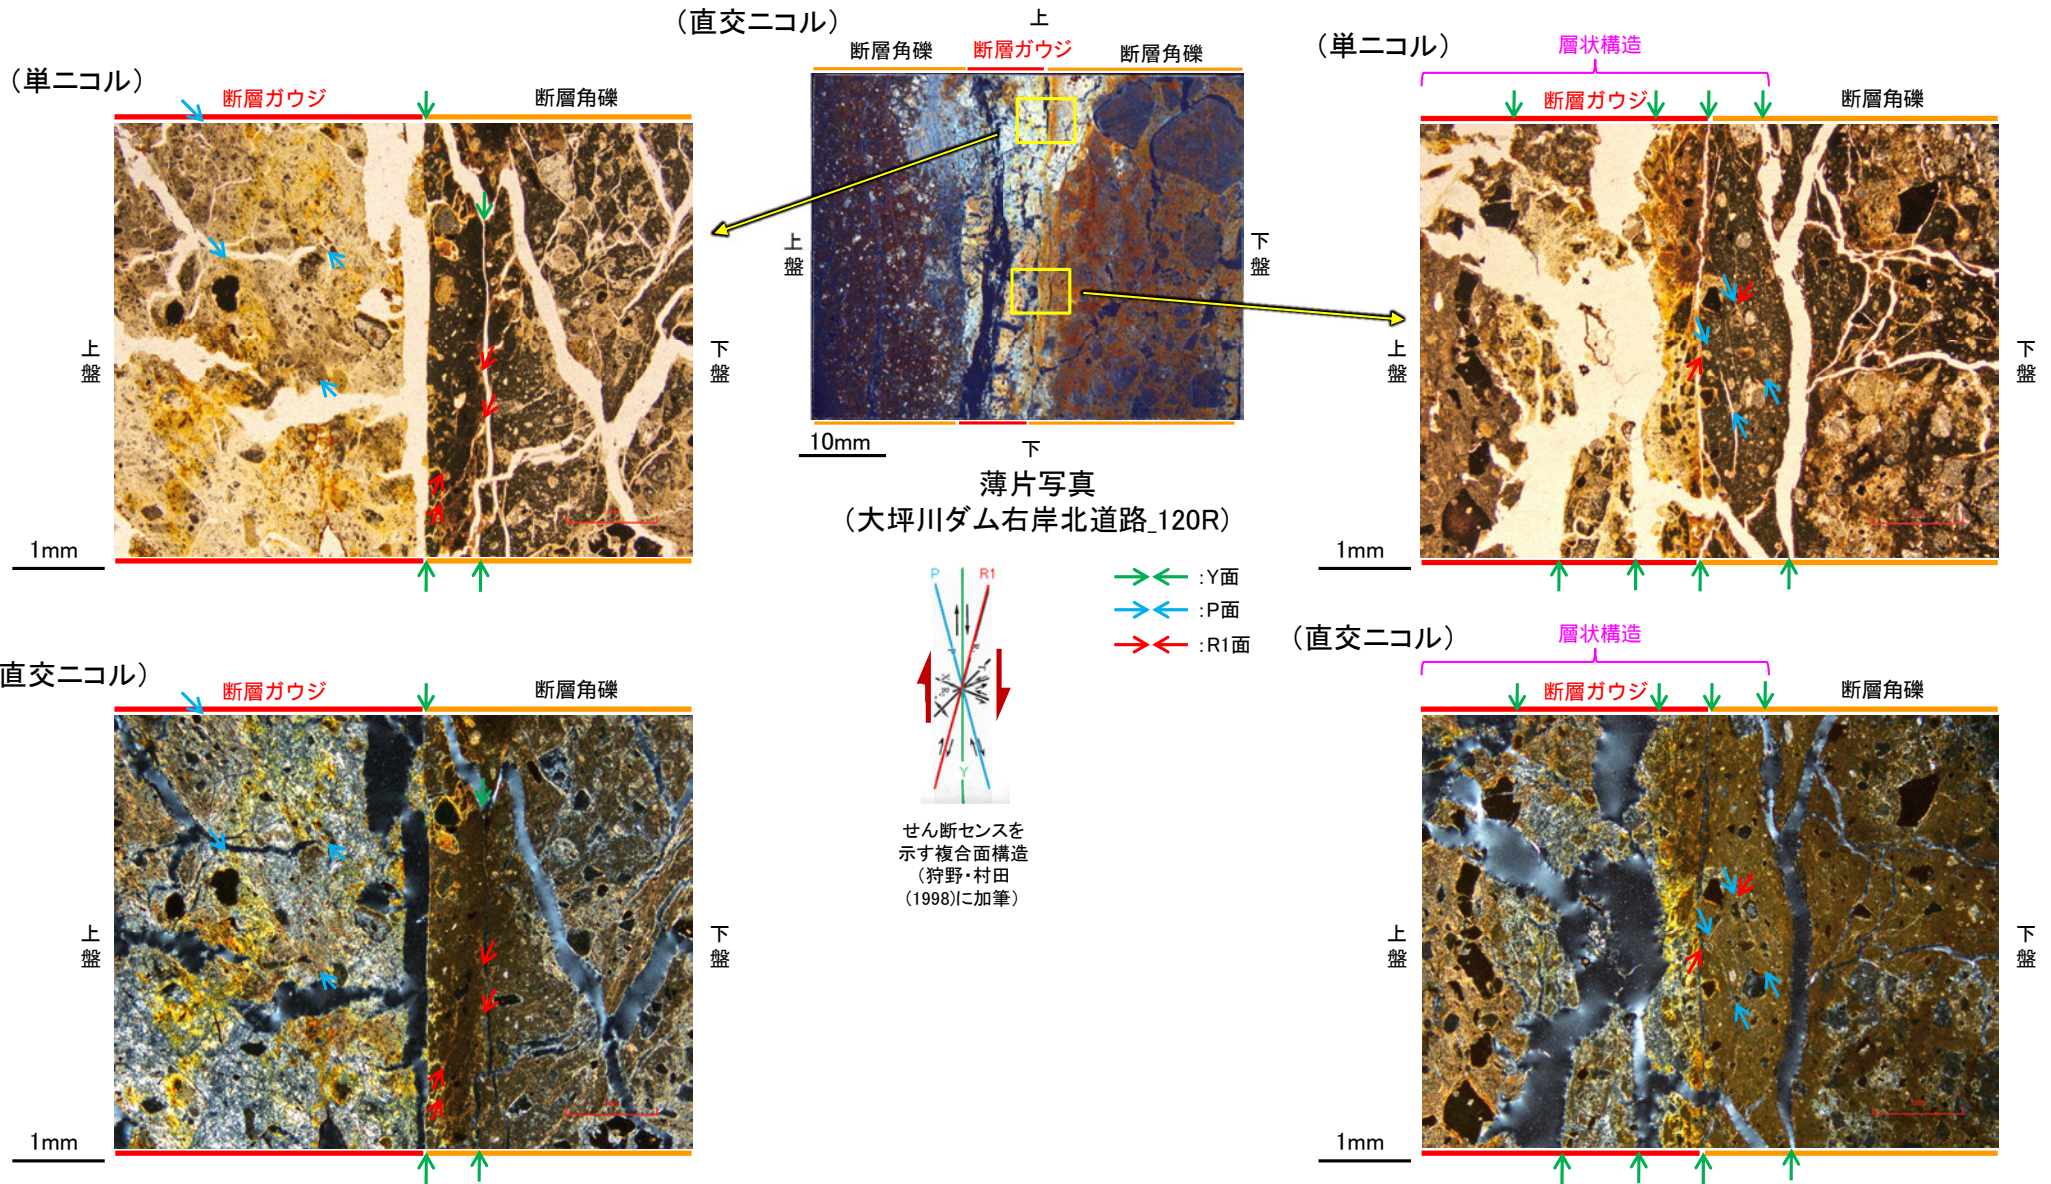 (直交ニコル)
上
断層角礫
断層ガウジ
断層角礫
上盤
下盤
10mm
下
薄片写真
(大坪川ダム右岸北道路_120R)
(単ニコル)
断層ガウジ
断層角礫
上盤
下盤
1mm
直交ニコル)
断層ガウジ
断層角礫
上盤
下盤
1mm
P
R1
Y
:Y面
:P面
:R1面
せん断センスを
示す複合面構造
(狩野・村田
(1998)に加筆)
(単ニコル)
層状構造
断層ガウジ
断層角礫
上盤
下盤
1mm
(直交ニコル)
層状構造
断層ガウジ
断層角礫
上盤
下盤
1mm